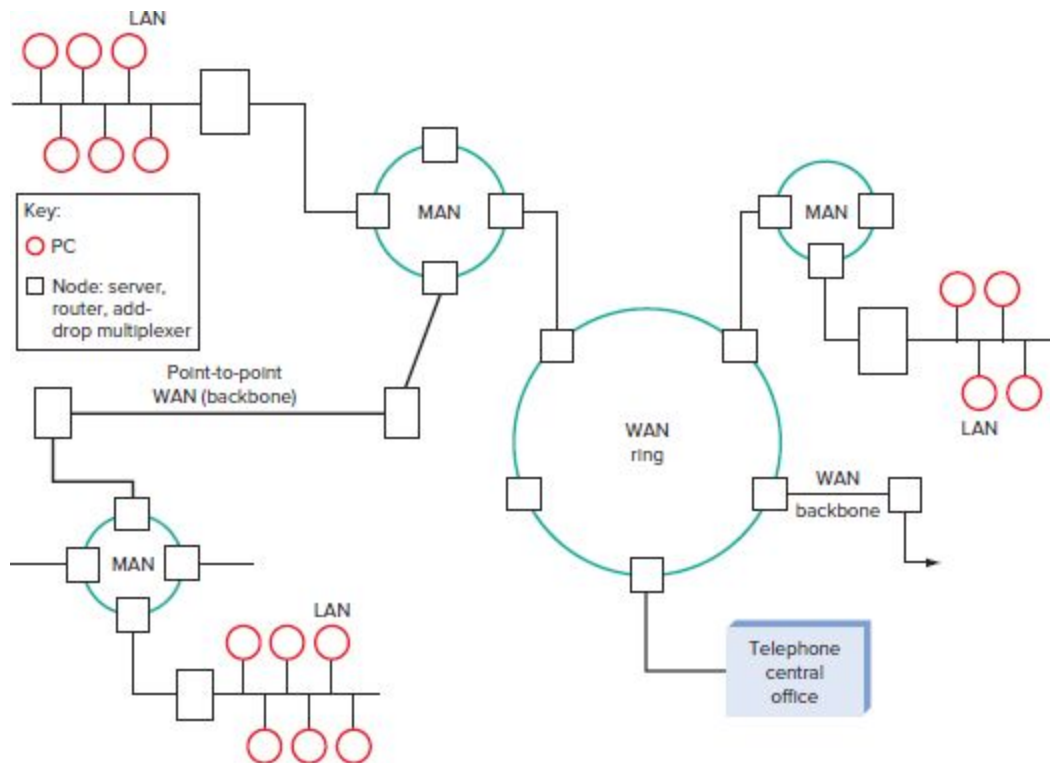 LAN
MAN
MAN
Key:
PC
Node: server,
router, add-
drop multiplexer
Point-to-point
WAN (backbone)
LAN
WAN
ring
WAN
backbone
MAN
LAN
Telephone
central
office